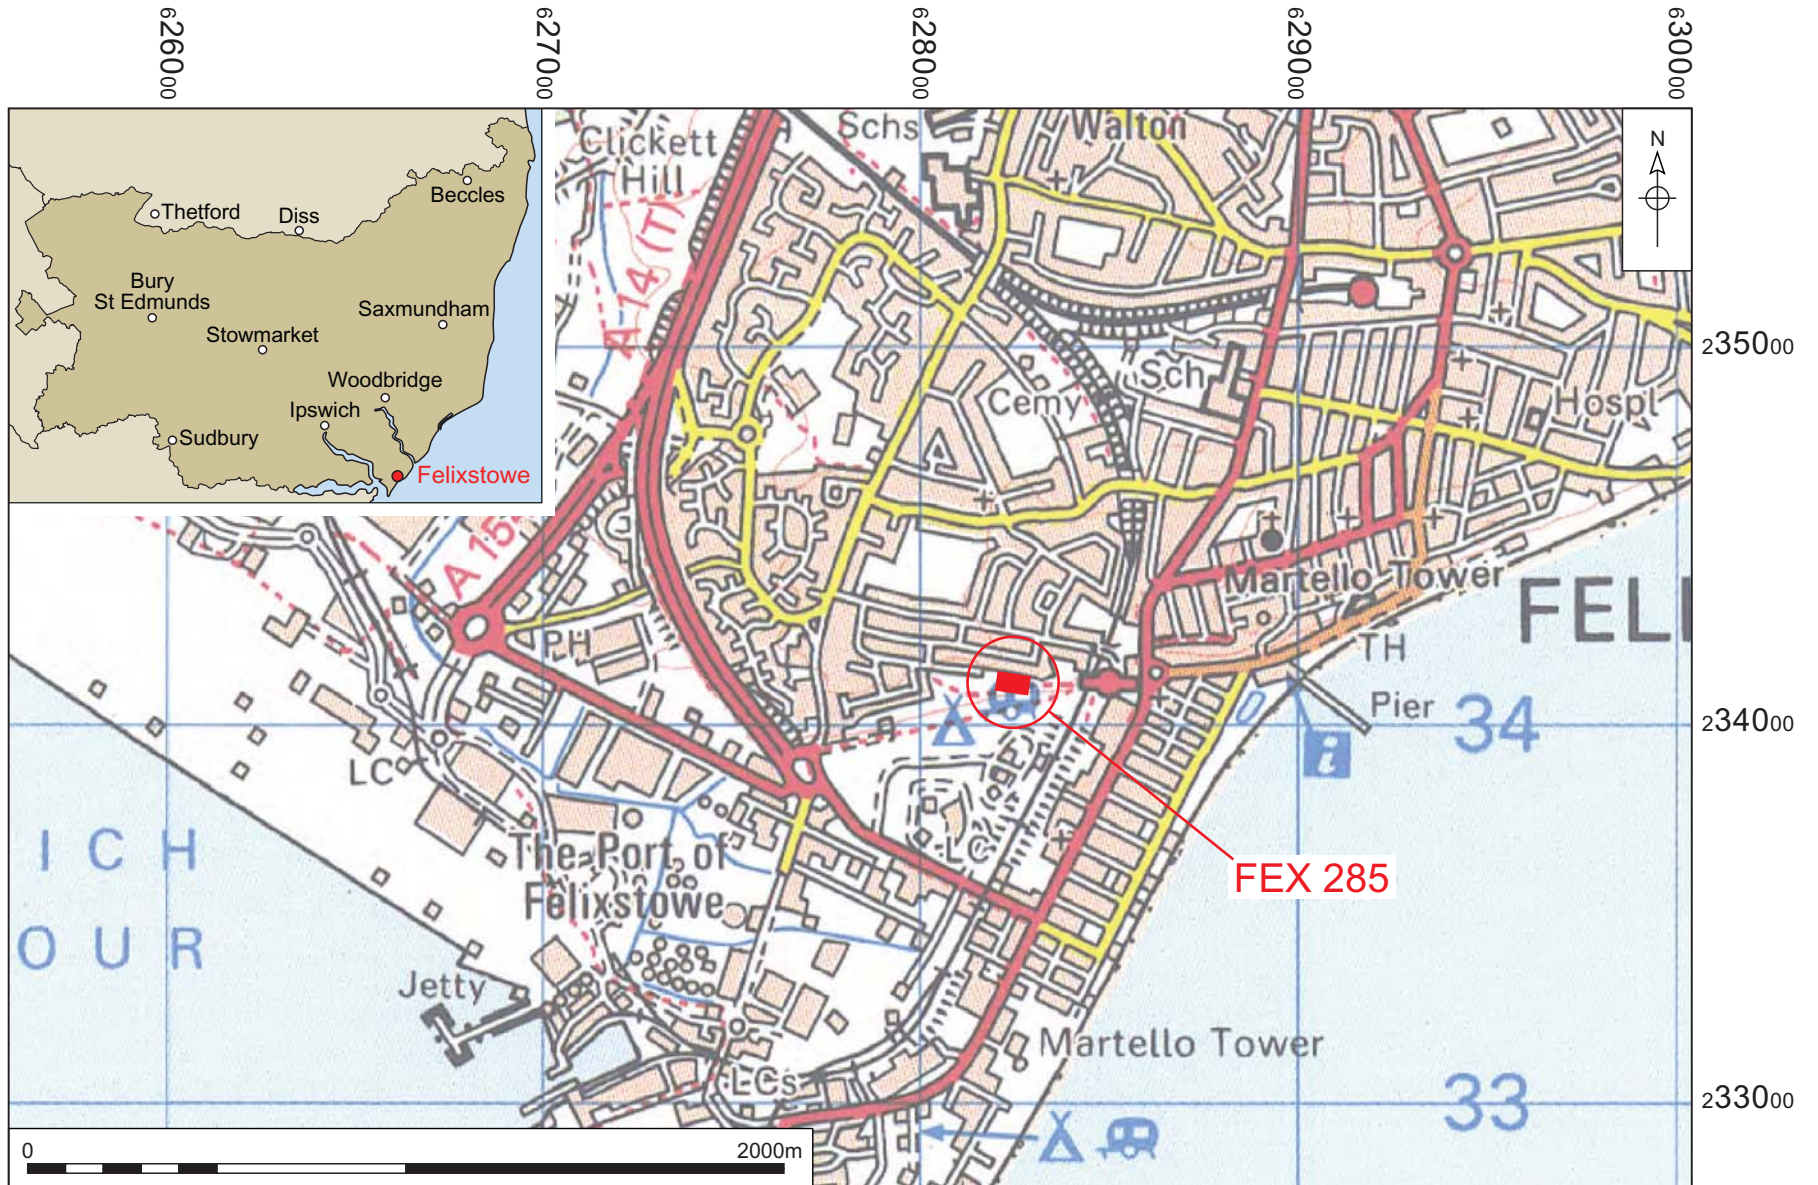 626000
627000
628000
629000
630000
Thetford
Diss
Beccles
Bury
St Edmunds
Saxmundham
Stowmarket
Woodbridge
Ipswich
Sudbury
Felixstowe
Clickett
Hill
Schs
Walton
N
A 14 (T)
235000
Sch
Cemy
Hospl
A 15
Martello Tower
FEL
PH
TH
Pier
34
234000
LC
I C H
The Port of
Felixstowe
LC
FEX 285
O U R
Jetty
Martello Tower
LCs
33
233000
0
2000m